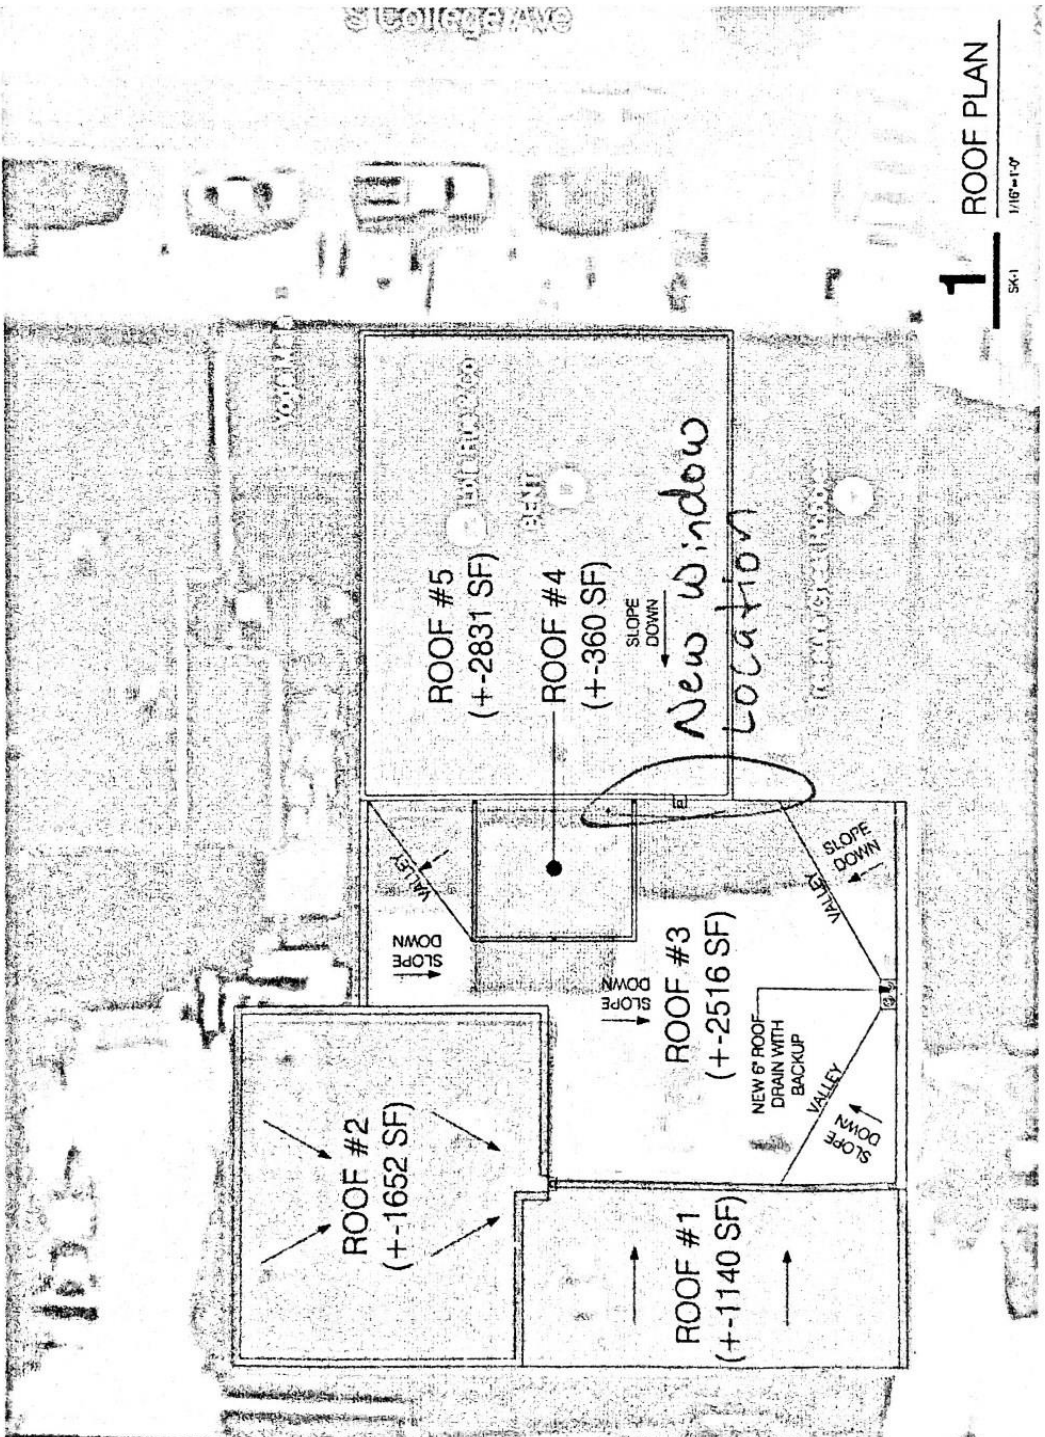 S College Ave
1
SK-1
ROOF PLAN
1/16"=1'-0"
ROOF #5
(+-2831 SF)
BENT
ROOF #4
(+-360 SF)
SLOPE
DOWN
New Window
Location
VALLEY
SLOPE
DOWN
SLOPE
DOWN
ROOF #3
(+-2516 SF)
NEW 6" ROOF
DRAIN WITH
BACKUP
VALLEY
SLOPE
DOWN
VALLEY
SLOPE
DOWN
ROOF #2
(+-1652 SF)
ROOF #1
(+-1140 SF)